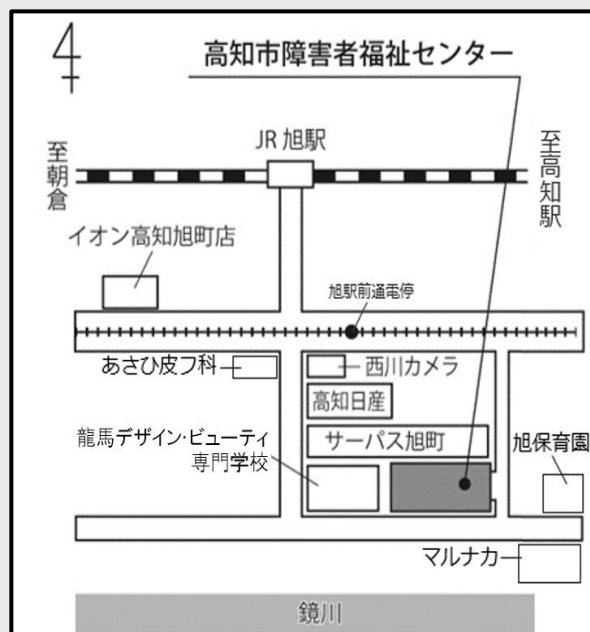 高知市障害者福祉センター
JR 旭駅
至朝倉
至高知駅
イオン高知旭町店
旭駅前通電停
あさひ皮フ科
西川カメラ
高知日産
サーパス旭町
龍馬デザイン・ビューティ
専門学校
旭保育園
マルナカ
鏡川